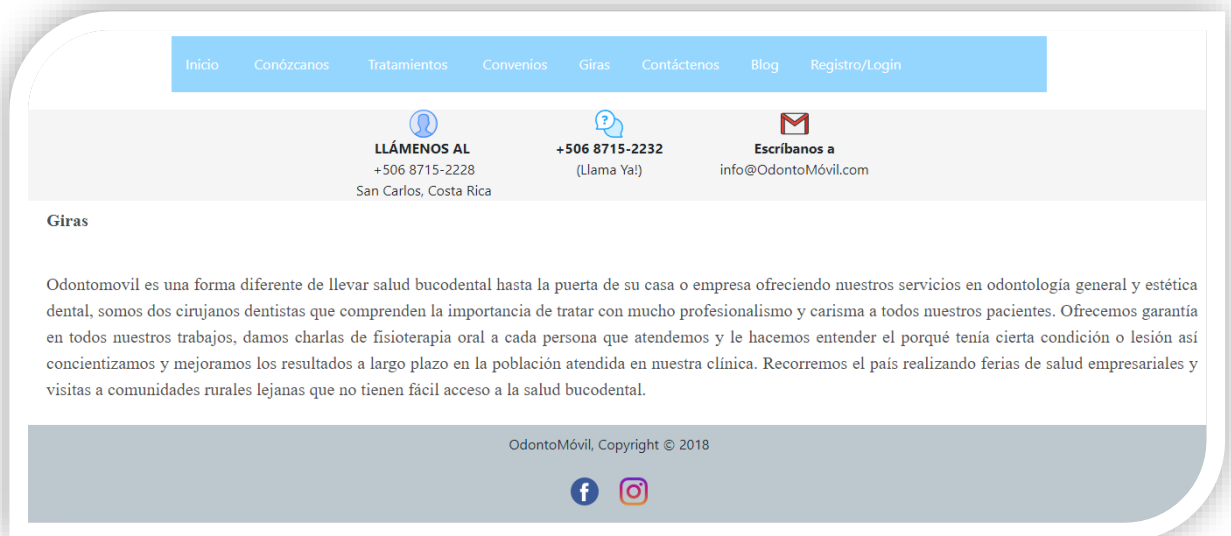 Inicio Conózcanos Tratamientos Convenios Giras Contáctenos Blog Registro/Login
LLÁMENOS AL
+506 8715-2228
San Carlos, Costa Rica
+506 8715-2232
(Llama Ya!)
Escríbanos a
info@OdontoMóvil.com
Giras
Odontomovil es una forma diferente de llevar salud bucodental hasta la puerta de su casa o empresa ofreciendo nuestros servicios en odontología general y estética
dental, somos dos cirujanos dentistas que comprenden la importancia de tratar con mucho profesionalismo y carisma a todos nuestros pacientes. Ofrecemos garantía
en todos nuestros trabajos, damos charlas de fisioterapia oral a cada persona que atendemos y le hacemos entender el porqué tenía cierta condición o lesión así
concientizamos y mejoramos los resultados a largo plazo en la población atendida en nuestra clínica. Recorremos el país realizando ferias de salud empresariales y
visitas a comunidades rurales lejanas que no tienen fácil acceso a la salud bucodental.
OdontoMóvil, Copyright © 2018